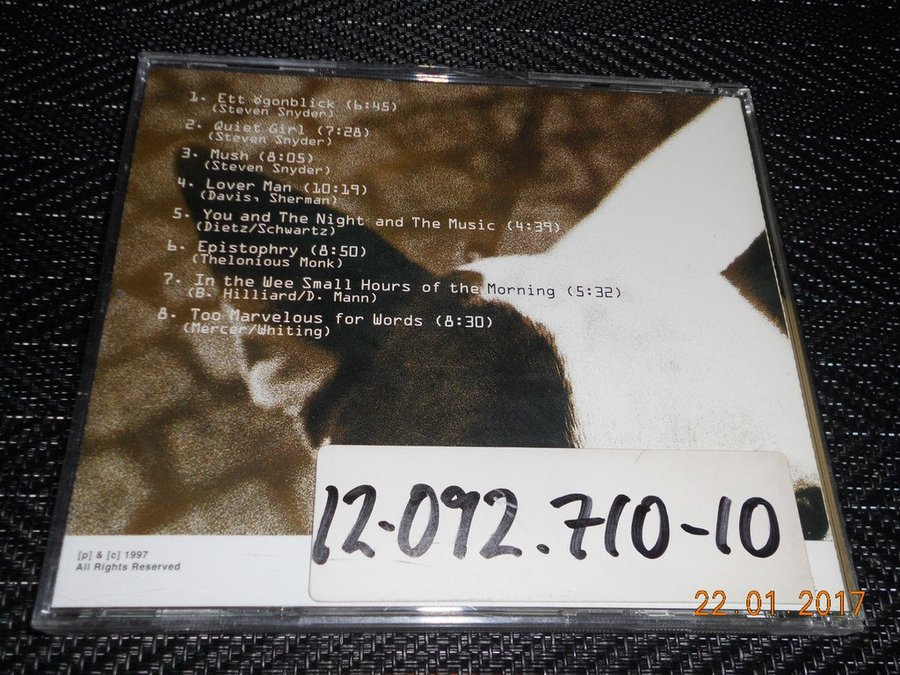 1. Ett ögonblick (6:45)
(Steven Snyder)
2. Quiet Girl (7:28)
(Steven Snyder)
3. Mush (8:05)
(Steven Snyder)
4. Lover Man (10:19)
(Davis, Sherman)
5. You and The Night and The Music (4:39)
(Dietz/Schwartz)
6. Epistophry (8:50)
(Thelonious Monk)
7. In the Wee Small Hours of the Morning (5:32)
(B. Hilliard/D. Mann)
8. Too Marvelous for Words (8:30)
(Mercer/Whiting)
12-092.710-10
[p] & [c] 1997
All Rights Reserved
22 01 2017